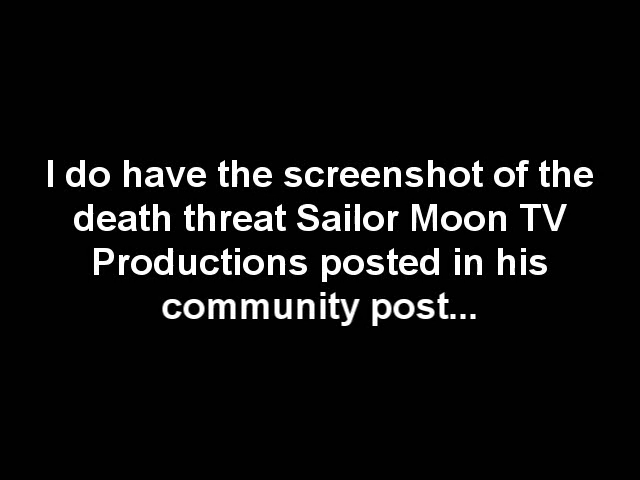 I do have the screenshot of the
death threat Sailor Moon TV
Productions posted in his
community post...